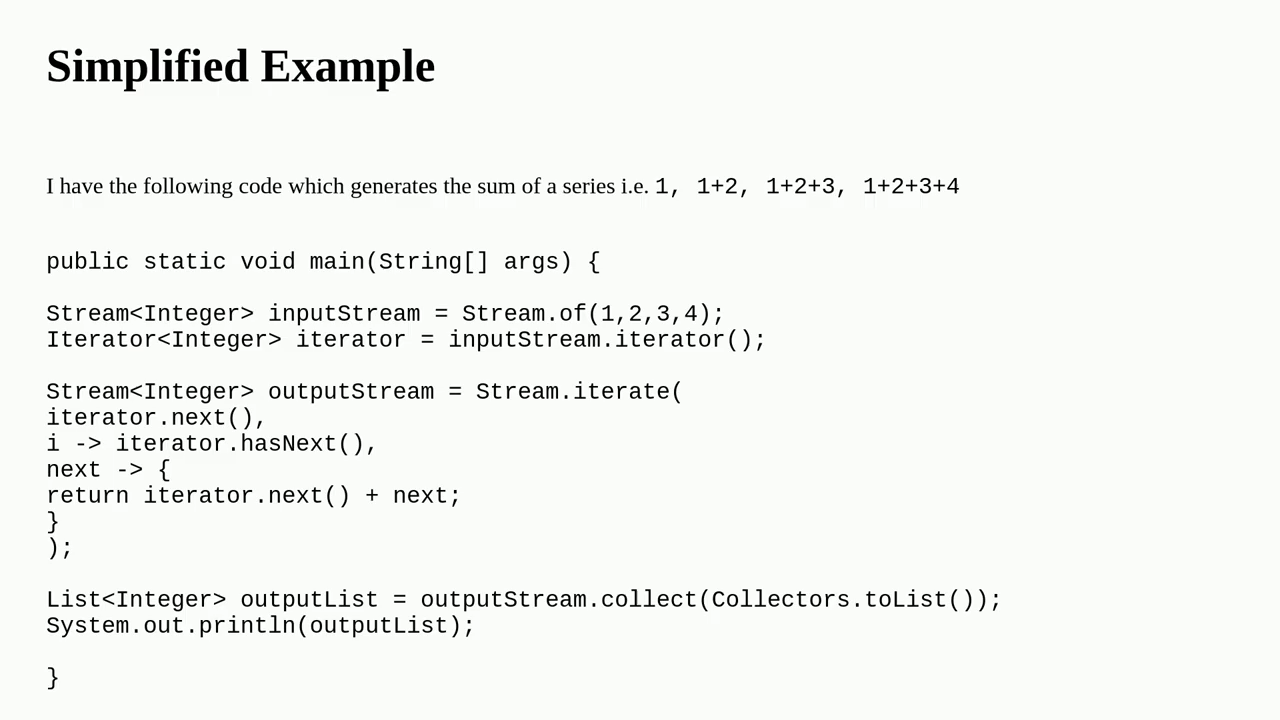 Simplified Example
I have the following code which generates the sum of a series i.e. 1, 1+2, 1+2+3, 1+2+3+4
public static void main(String[] args) {
Stream<Integer> inputStream = Stream.of(1,2,3,4);
Iterator<Integer> iterator = inputStream.iterator();
Stream<Integer> outputStream = Stream.iterate(
iterator.next(),
i -> iterator.hasNext(),
next -> {
return iterator.next() + next;
}
);
List<Integer> outputList = outputStream.collect(Collectors.toList());
System.out.println(outputList);
}